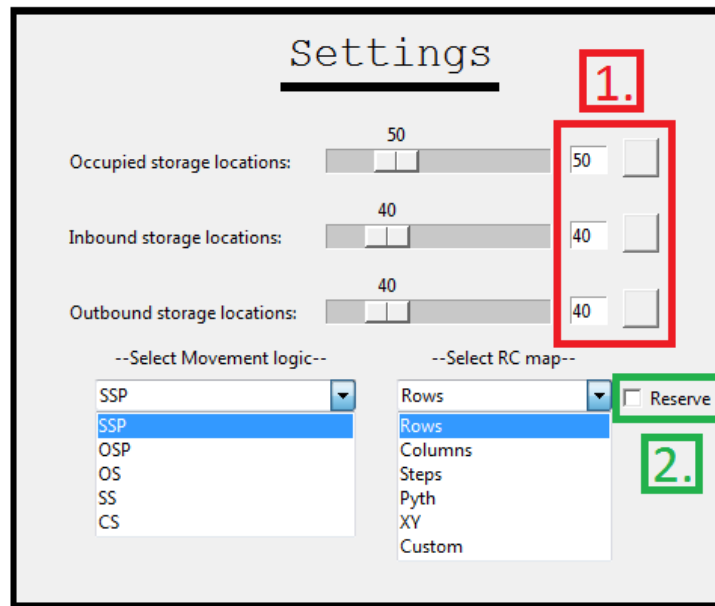 Settings
1.
50
Occupied storage locations: 50
40
Inbound storage locations: 40
40
Outbound storage locations: 40
--Select Movement logic-- --Select RC map--
SSP Rows Reserve
SSP Rows
OSP Columns
OS Steps
SS Pyth
CS XY
Custom
2.